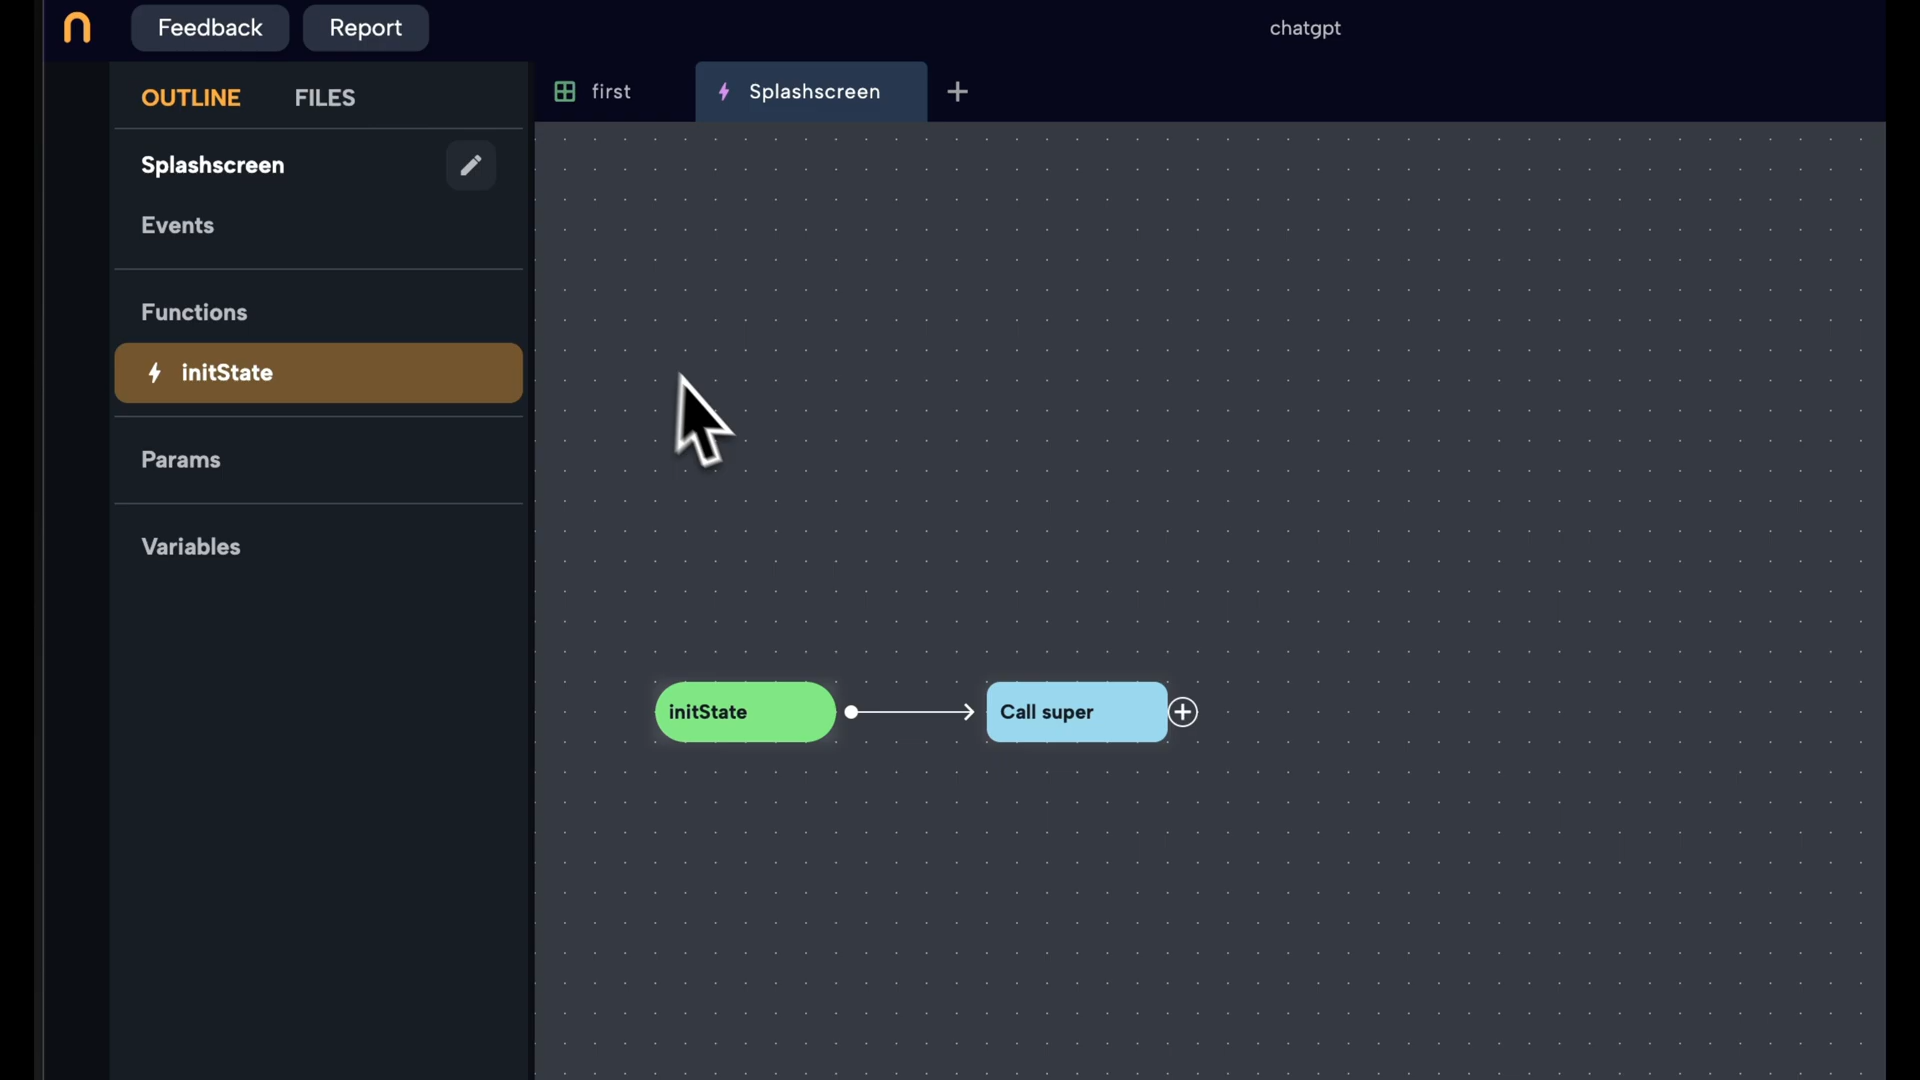 Feedback
Report
chatgpt
OUTLINE
FILES
first
Splashscreen
Splashscreen
Events
Functions
initState
Params
Variables
initState
Call super